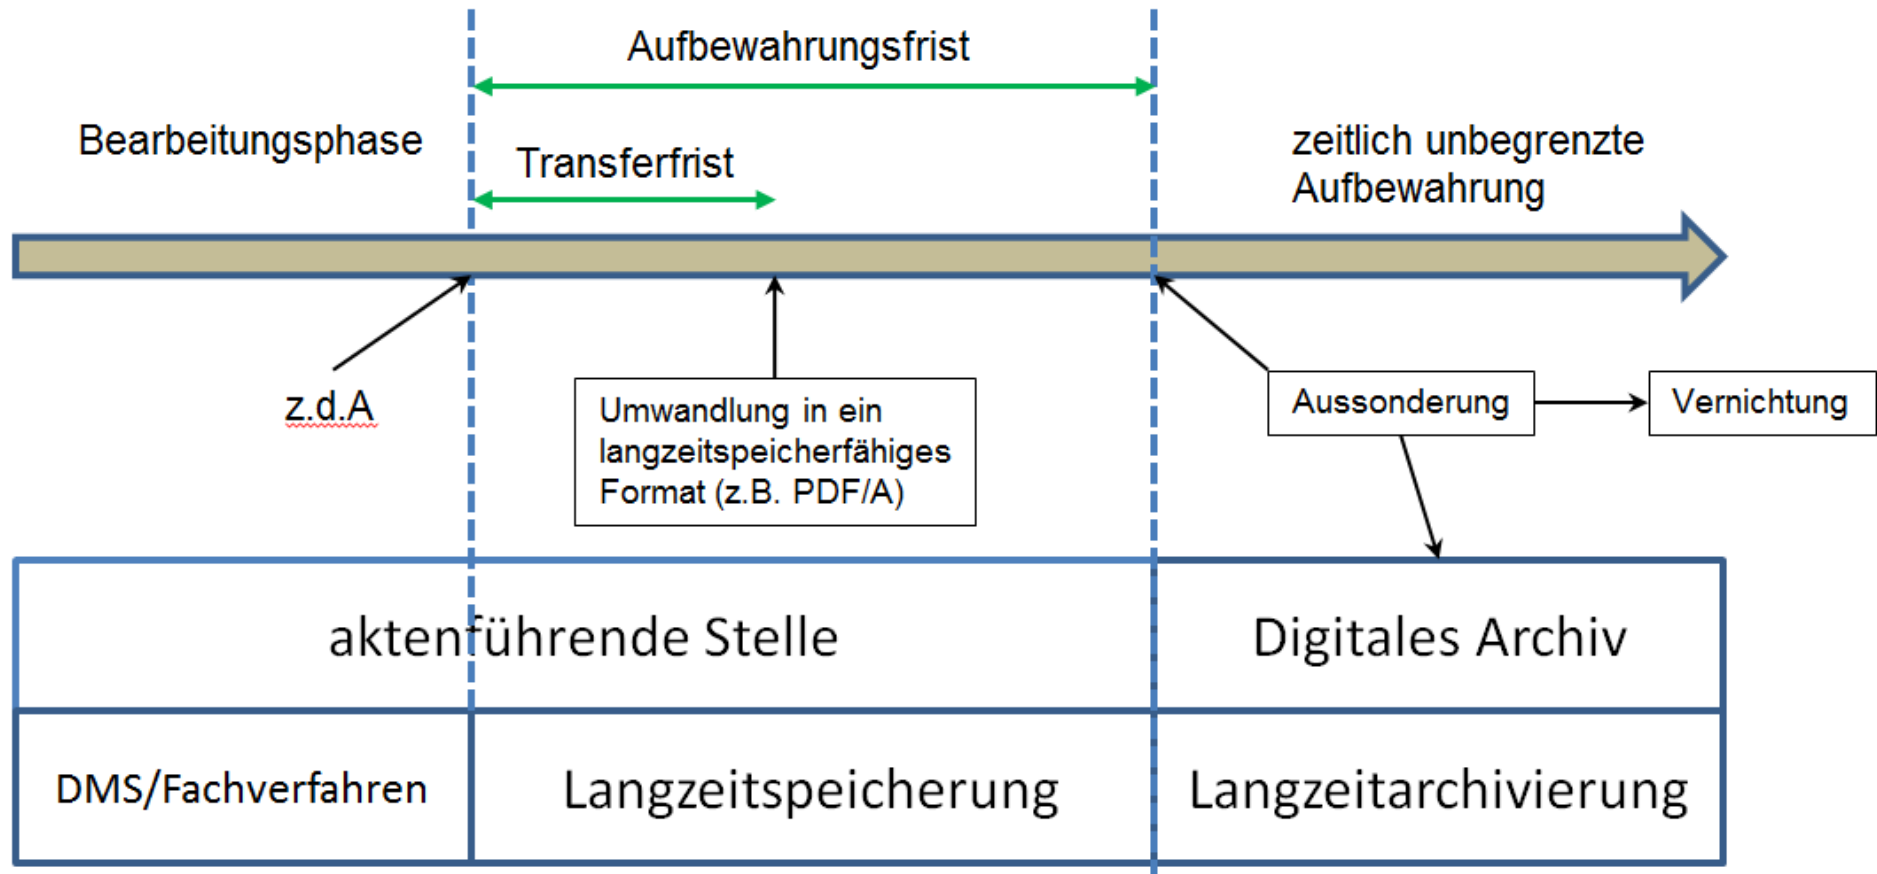 Aufbewahrungsfrist
Bearbeitungsphase
Transferfrist
zeitlich unbegrenzte
Aufbewahrung
z.d.A
Umwandlung in ein
langzeitspeicherfähiges
Format (z.B. PDF/A)
Aussonderung
Vernichtung
aktenführende Stelle
Digitales Archiv
DMS/Fachverfahren
Langzeitspeicherung
Langzeitarchivierung